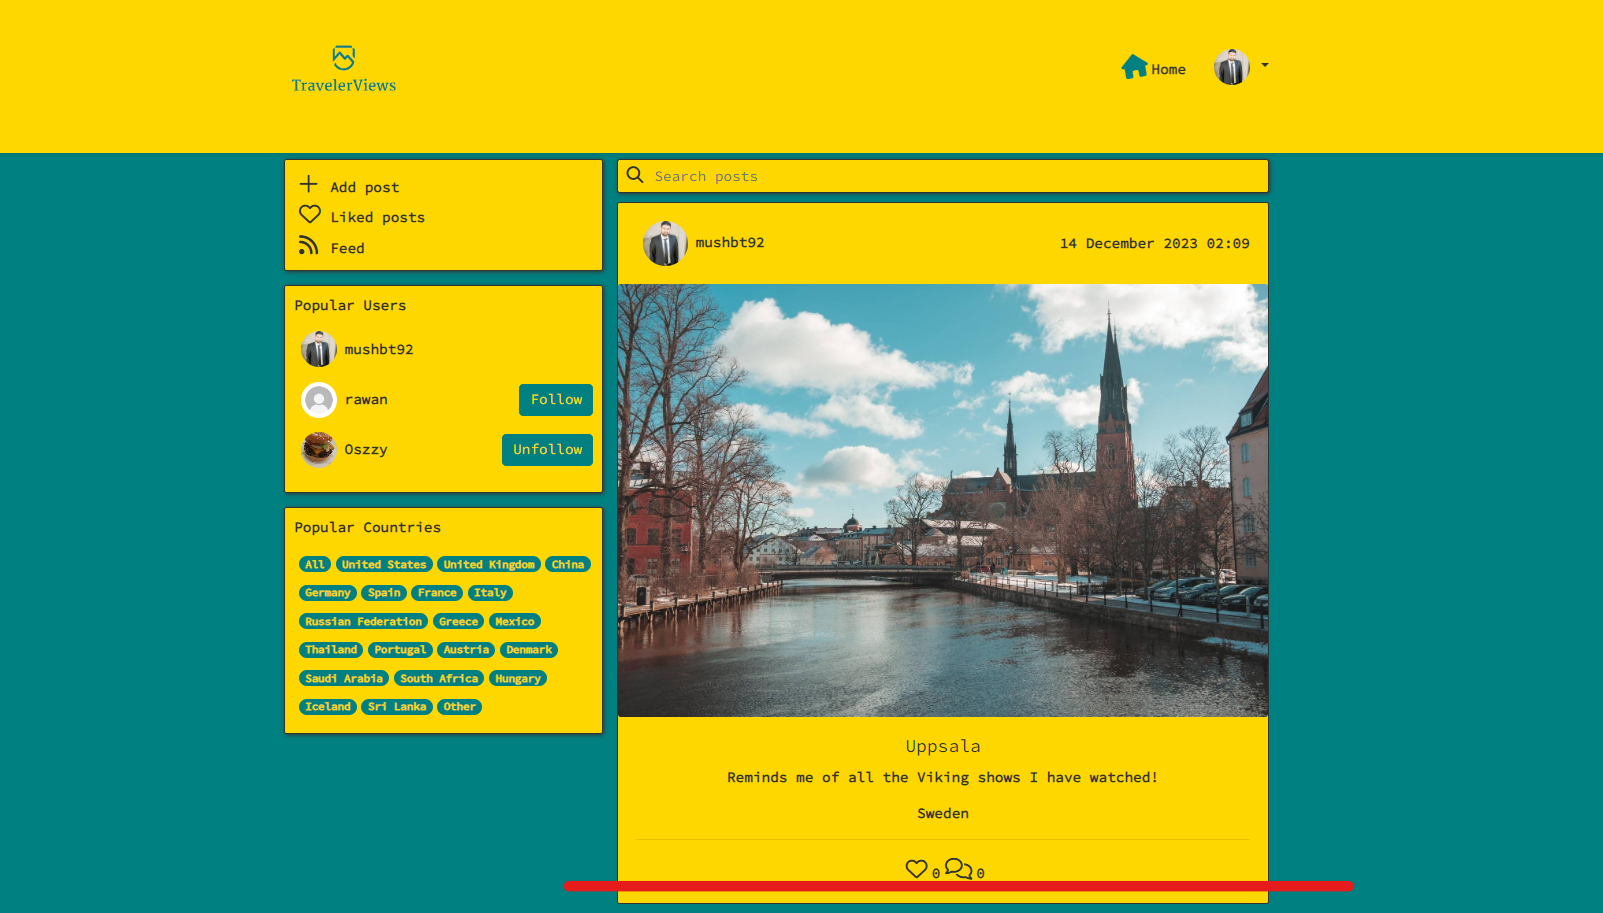 TravelerViews
Home
Add post
Liked posts
Feed
Popular Users
mushbt92
rawan
Follow
Oszzy
Unfollow
Popular Countries
All United States United Kingdom China
Germany Spain France Italy
Russian Federation Greece Mexico
Thailand Portugal Austria Denmark
Saudi Arabia South Africa Hungary
Iceland Sri Lanka Other
Search posts
mushbt92
14 December 2023 02:09
Uppsala
Reminds me of all the Viking shows I have watched!
Sweden
0 0